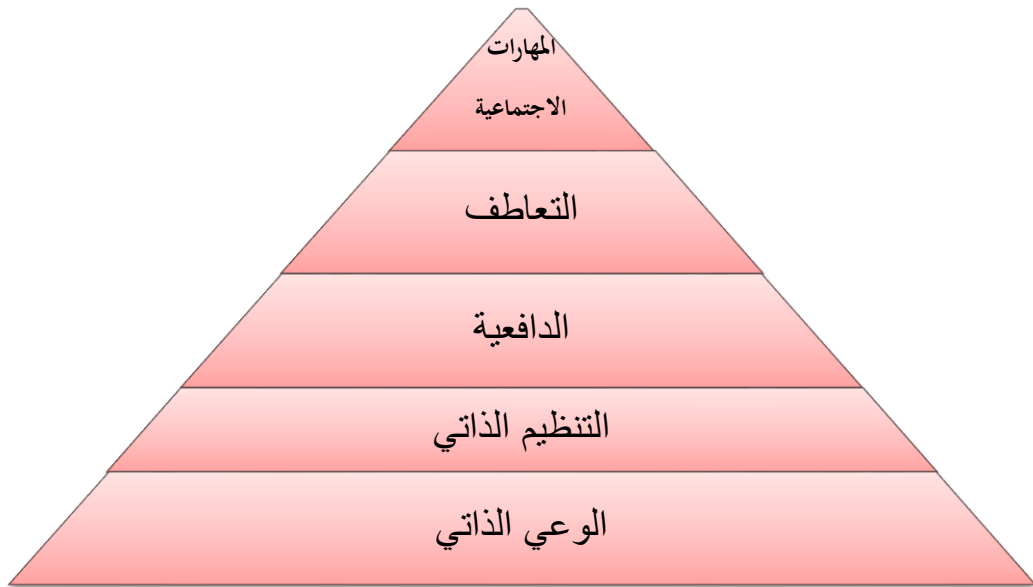 المهارات
الاجتماعية
التعاطف
الدافعية
التنظيم الذاتي
الوعي الذاتي